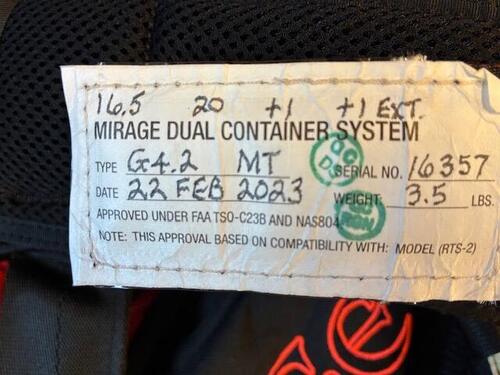 16.5 20 +1 +1 EXT.
MIRAGE DUAL CONTAINER SYSTEM
TYPE G4.2 MT SERIAL NO. 16357
DATE 22 FEB 2023 WEIGHT 3.5 LBS.
APPROVED UNDER FAA TSO-C23B AND NAS804
NOTE: THIS APPROVAL BASED ON COMPATIBILITY WITH: MODEL (RTS-2)